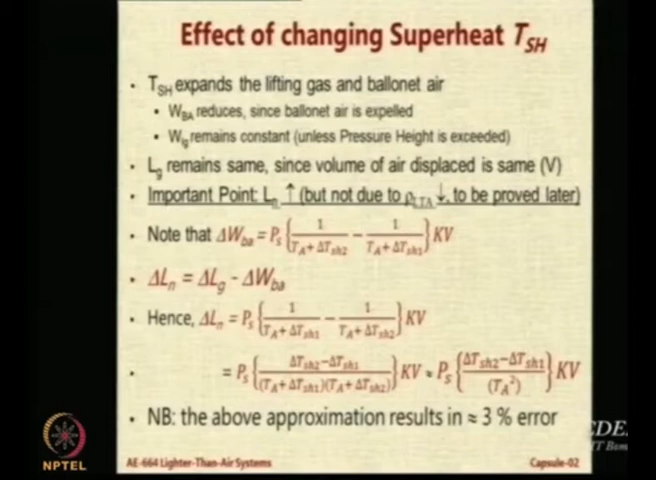 Effect of changing Superheat T_SH
• T_SH expands the lifting gas and ballonet air
• W_BA reduces, since ballonet air is expelled
• W_lg remains constant (unless Pressure Height is exceeded)
• L_g remains same, since volume of air displaced is same (V)
• Important Point: L_n ↑ (but not due to ρ_LTA ↓, to be proved later)
• Note that ΔW_ba = P_s {1/(T_A + ΔT_sh2) − 1/(T_A + ΔT_sh1)} KV
• ΔL_n = ΔL_g - ΔW_ba
• Hence, ΔL_n = P_s {1/(T_A + ΔT_sh1) − 1/(T_A + ΔT_sh2)} KV
• = P_s {(ΔT_sh2 − ΔT_sh1)/((T_A + ΔT_sh1)(T_A + ΔT_sh2))} KV ≈ P_s {(ΔT_sh2 − ΔT_sh1)/(T_A²)} KV
• NB: the above approximation results in ≈ 3 % error
CDE
IIT Bom
NPTEL
AE-664 Lighter-Than-Air Systems
Capsule-02